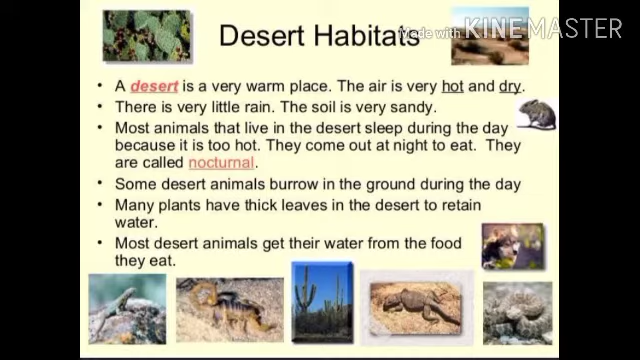 Desert Habitats
Made with KINEMASTER
• A desert is a very warm place. The air is very hot and dry.
• There is very little rain. The soil is very sandy.
• Most animals that live in the desert sleep during the day
because it is too hot. They come out at night to eat. They
are called nocturnal.
• Some desert animals burrow in the ground during the day
• Many plants have thick leaves in the desert to retain
water.
• Most desert animals get their water from the food
they eat.